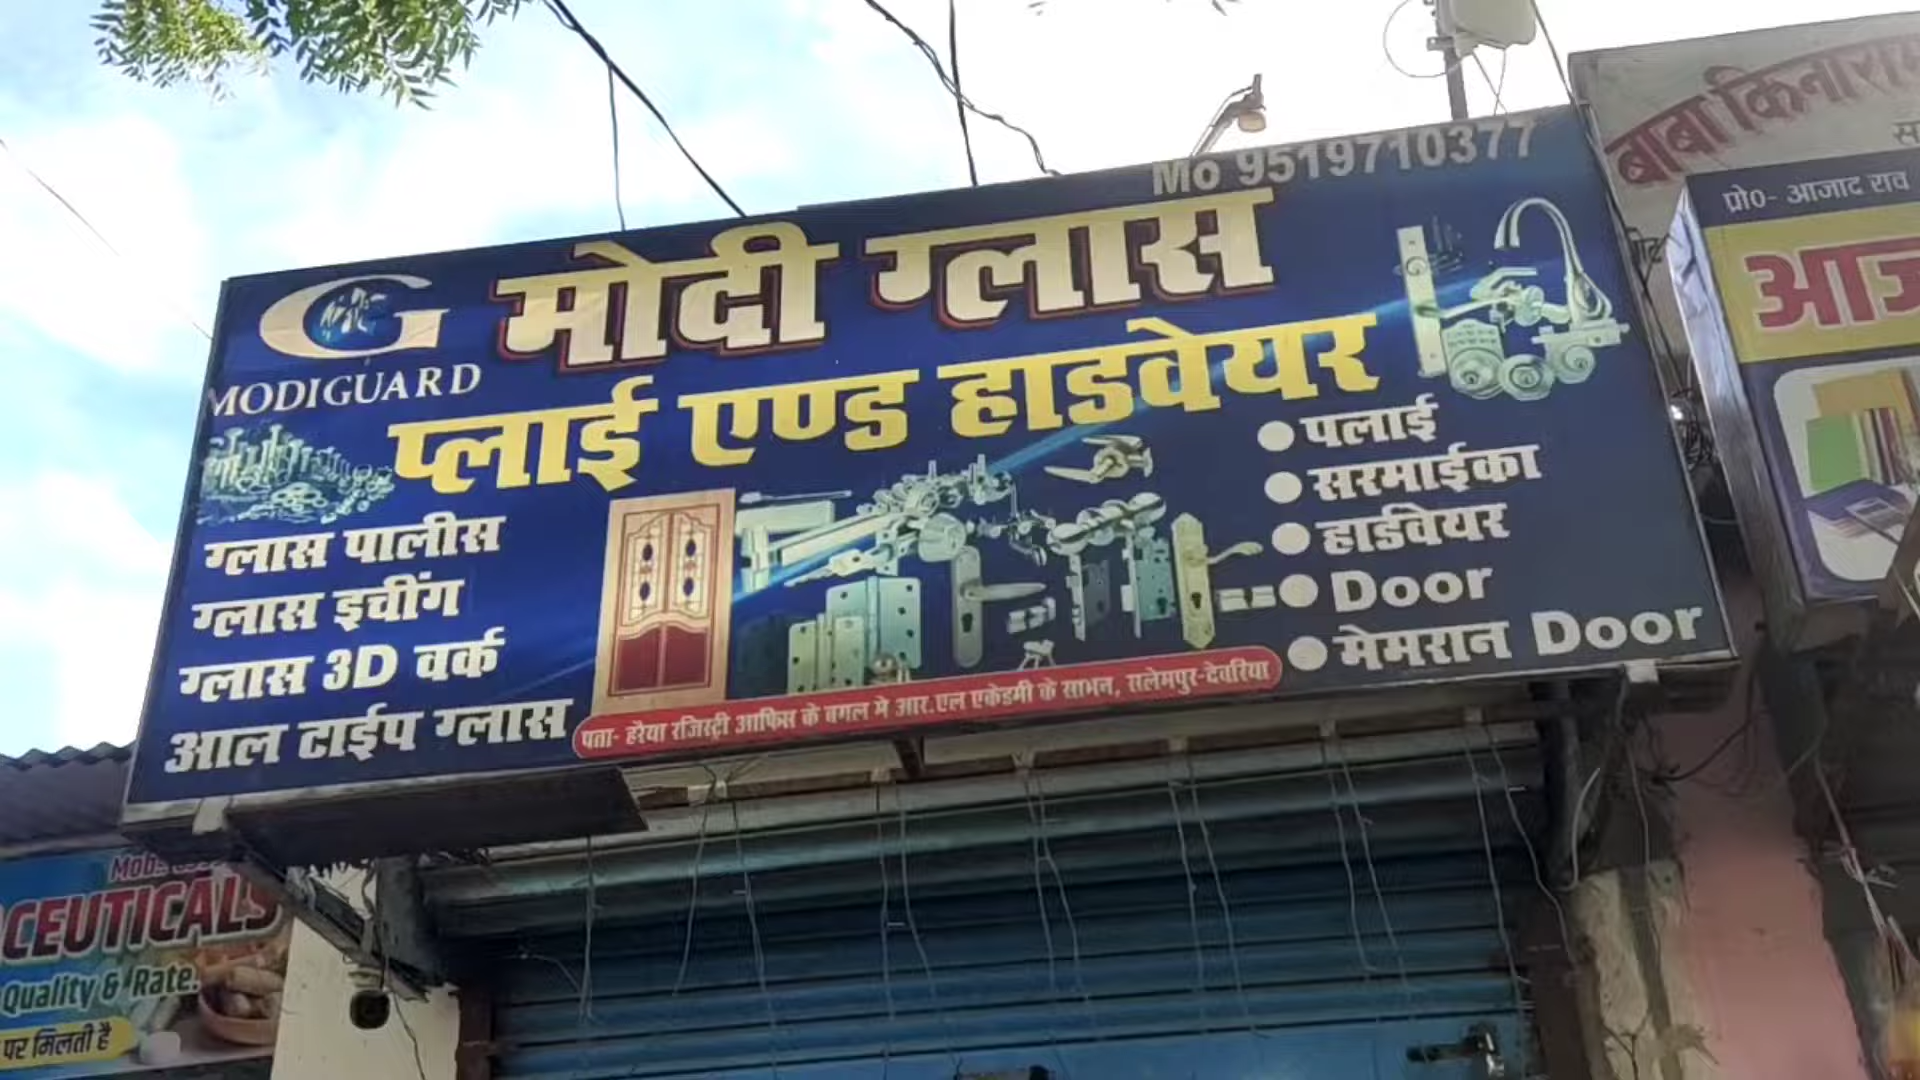 Mo 9519710377
G
MODIGUARD
मोदी ग्लास
प्लाई एण्ड हाडवेयर
ग्लास पालीस
ग्लास इचींग
ग्लास 3D वर्क
आल टाईप ग्लास
पलाई
सरमाईका
हार्डवेयर
Door
मेमरान Door
पता- हरैया रजिस्ट्री आफिस के बगल मे आर.एल एकेडमी के साभन, सलेमपुर-देवरिया
बाबा
प्रो०- आजाद राव
CEUTICALS
Quality & Rate.
पर मिलती है